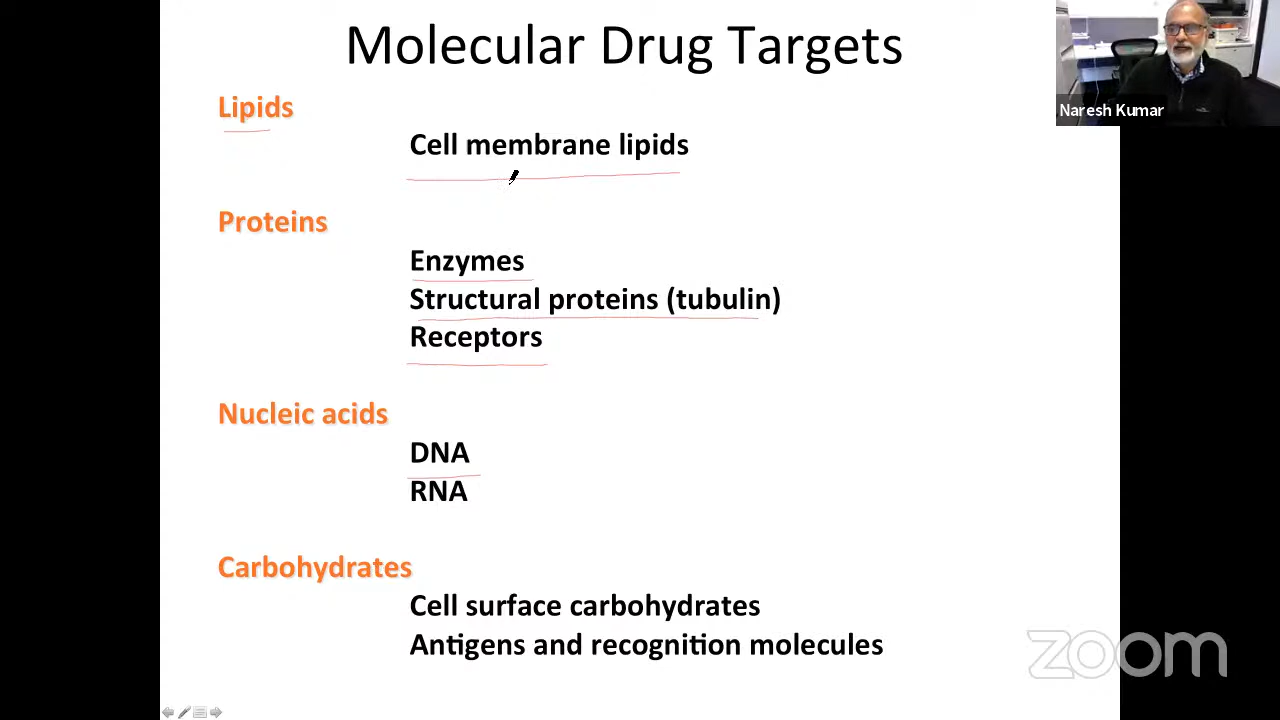 Molecular Drug Targets
Naresh Kumar
Lipids
Cell membrane lipids
Proteins
Enzymes
Structural proteins (tubulin)
Receptors
Nucleic acids
DNA
RNA
Carbohydrates
Cell surface carbohydrates
Antigens and recognition molecules
zoom